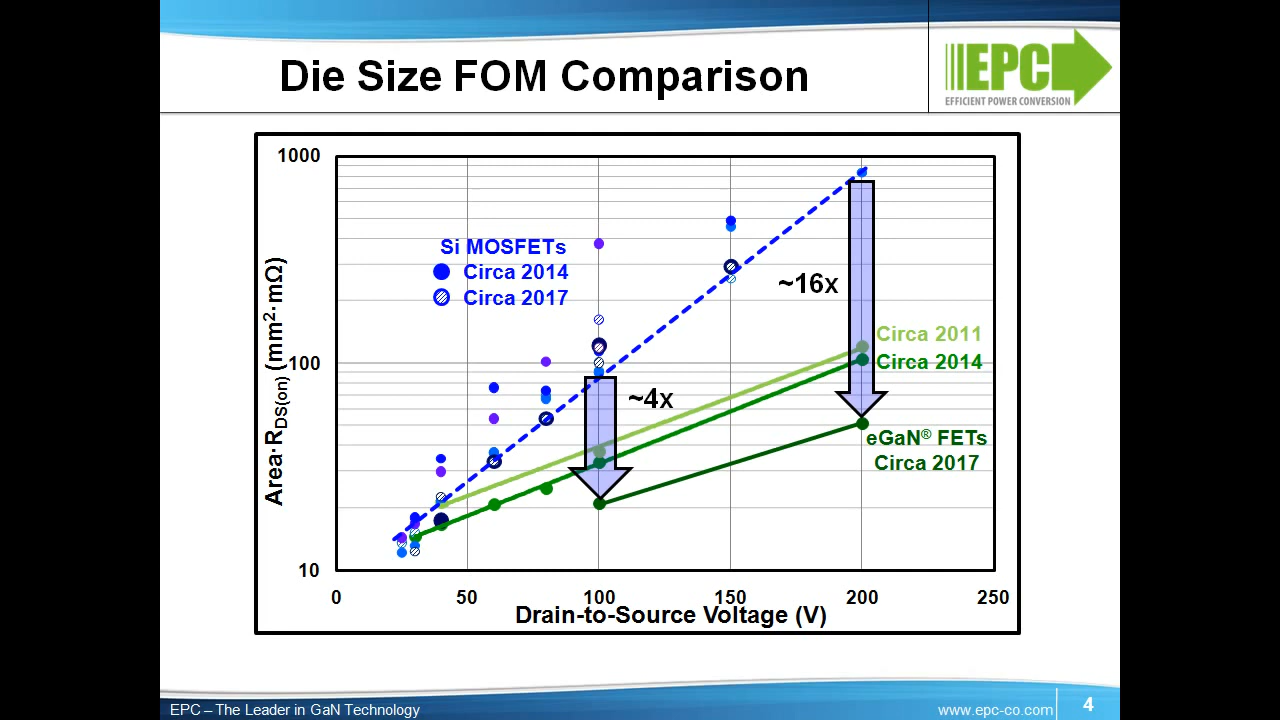 Die Size FOM Comparison
EPC
EFFICIENT POWER CONVERSION
1000
100
10
Area·R_DS(on) (mm²·mΩ)
Si MOSFETs
Circa 2014
Circa 2017
~16x
~4x
Circa 2011
Circa 2014
eGaN® FETs
Circa 2017
0 50 100 150 200 250
Drain-to-Source Voltage (V)
EPC – The Leader in GaN Technology
www.epc-co.com
4